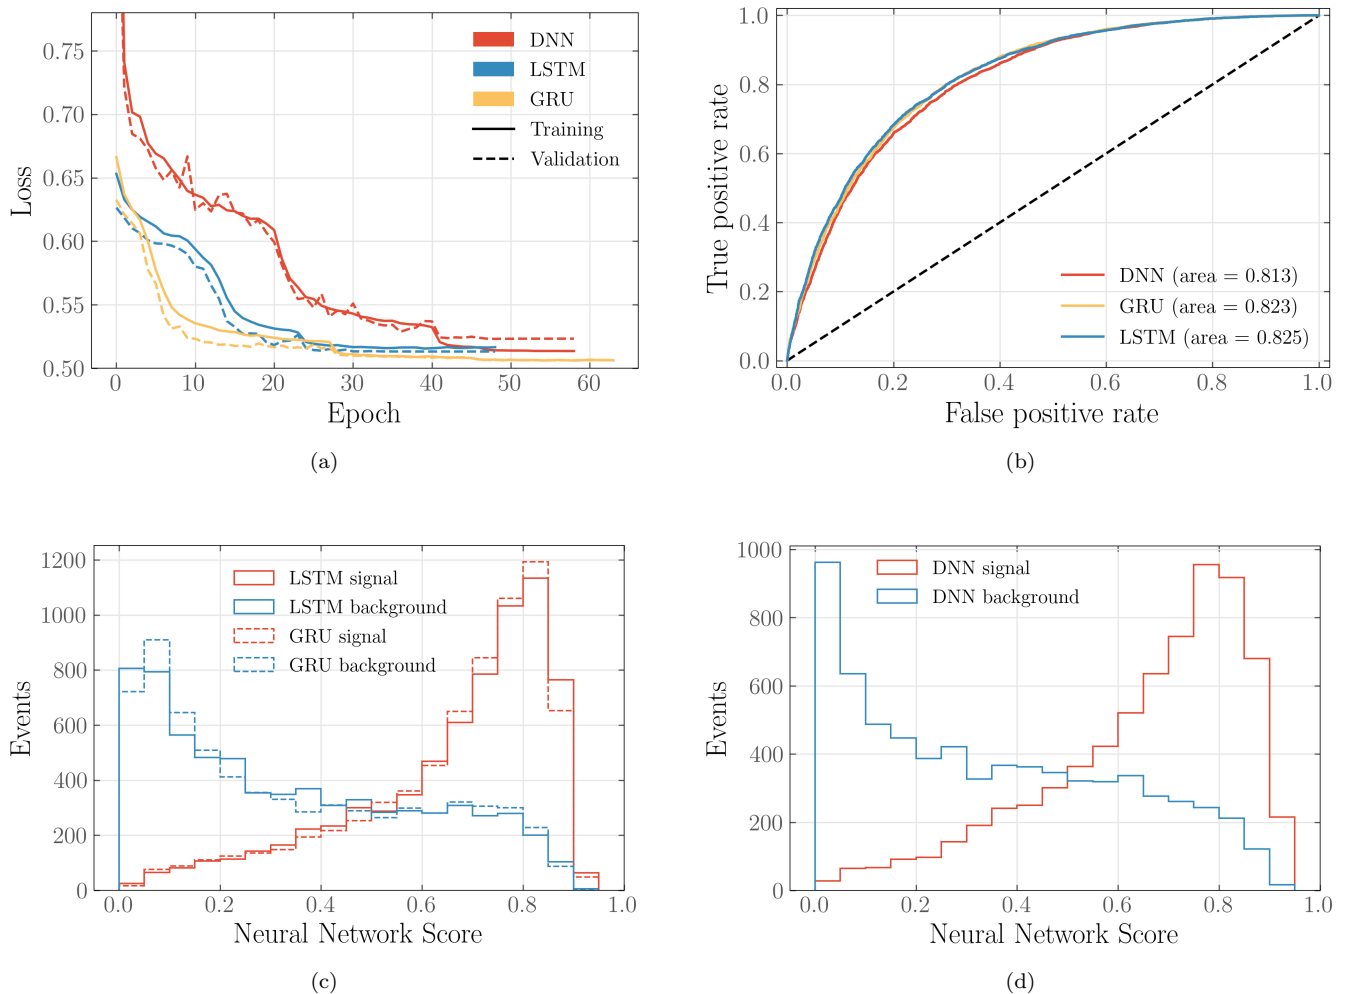 0.75
0.70
0.65
0.60
0.55
0.50
Loss
0 10 20 30 40 50 60
Epoch
DNN
LSTM
GRU
Training
Validation
(a)
1.0
0.8
0.6
0.4
0.2
0.0
True positive rate
0.0 0.2 0.4 0.6 0.8 1.0
False positive rate
DNN (area = 0.813)
GRU (area = 0.823)
LSTM (area = 0.825)
(b)
1200
1000
800
600
400
200
0
Events
0.0 0.2 0.4 0.6 0.8 1.0
Neural Network Score
LSTM signal
LSTM background
GRU signal
GRU background
(c)
1000
800
600
400
200
0
Events
0.0 0.2 0.4 0.6 0.8 1.0
Neural Network Score
DNN signal
DNN background
(d)